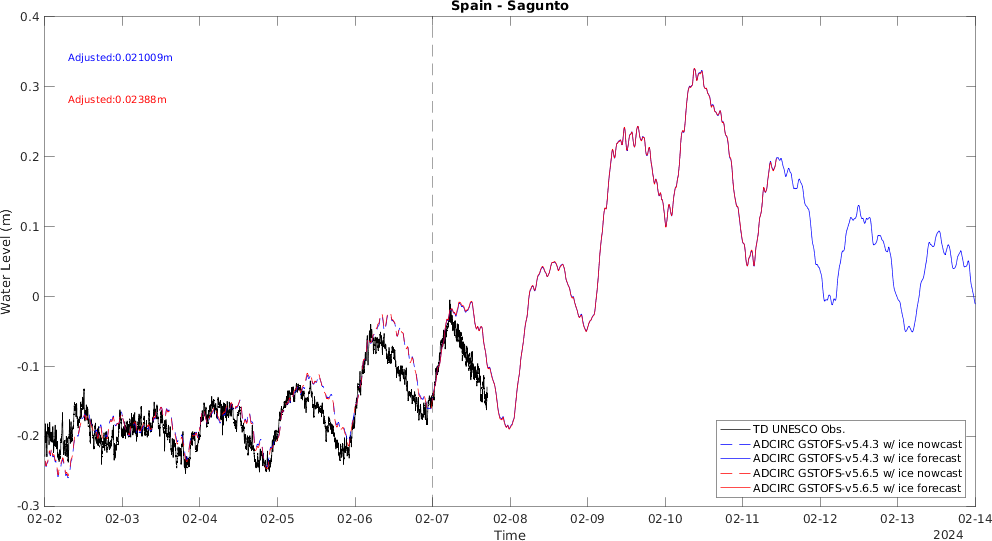 Spain - Sagunto
Adjusted:0.021009m
Adjusted:0.02388m
0.4
0.3
0.2
0.1
0
-0.1
-0.2
-0.3
Water Level (m)
TD UNESCO Obs.
ADCIRC GSTOFS-v5.4.3 w/ ice nowcast
ADCIRC GSTOFS-v5.4.3 w/ ice forecast
ADCIRC GSTOFS-v5.6.5 w/ ice nowcast
ADCIRC GSTOFS-v5.6.5 w/ ice forecast
02-02 02-03 02-04 02-05 02-06 02-07 02-08 02-09 02-10 02-11 02-12 02-13 02-14
Time
2024